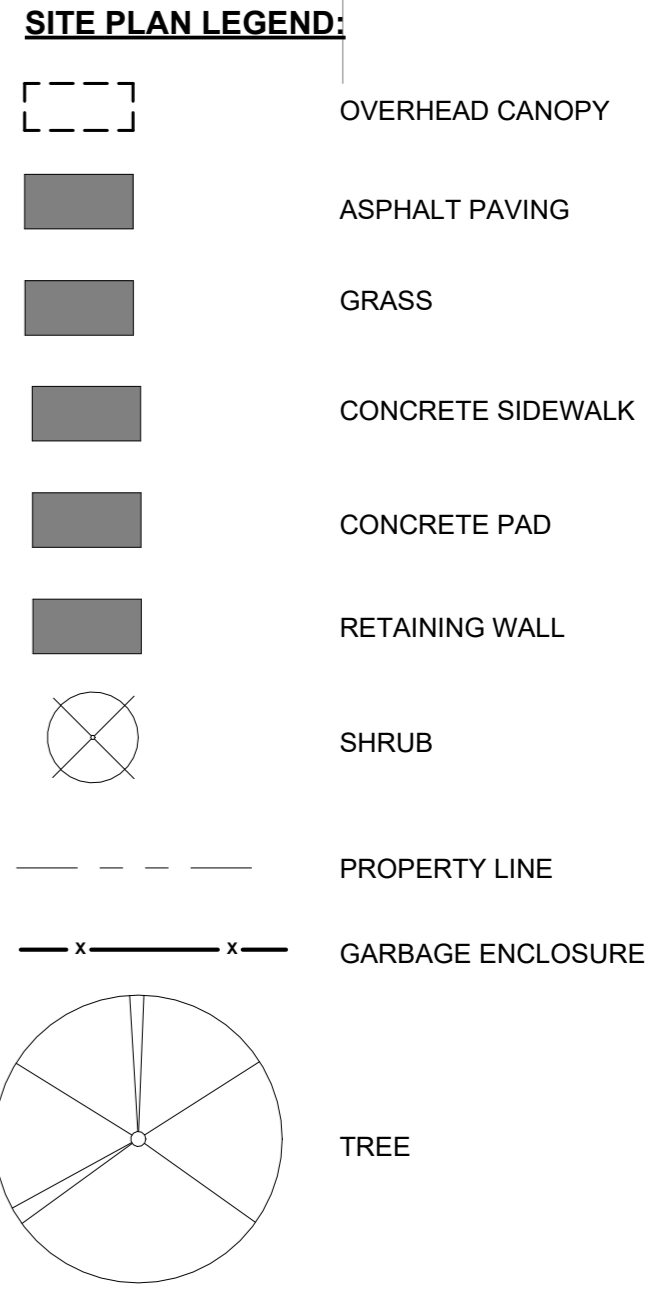 SITE PLAN LEGEND:
OVERHEAD CANOPY
ASPHALT PAVING
GRASS
CONCRETE SIDEWALK
CONCRETE PAD
RETAINING WALL
SHRUB
PROPERTY LINE
x x GARBAGE ENCLOSURE
TREE